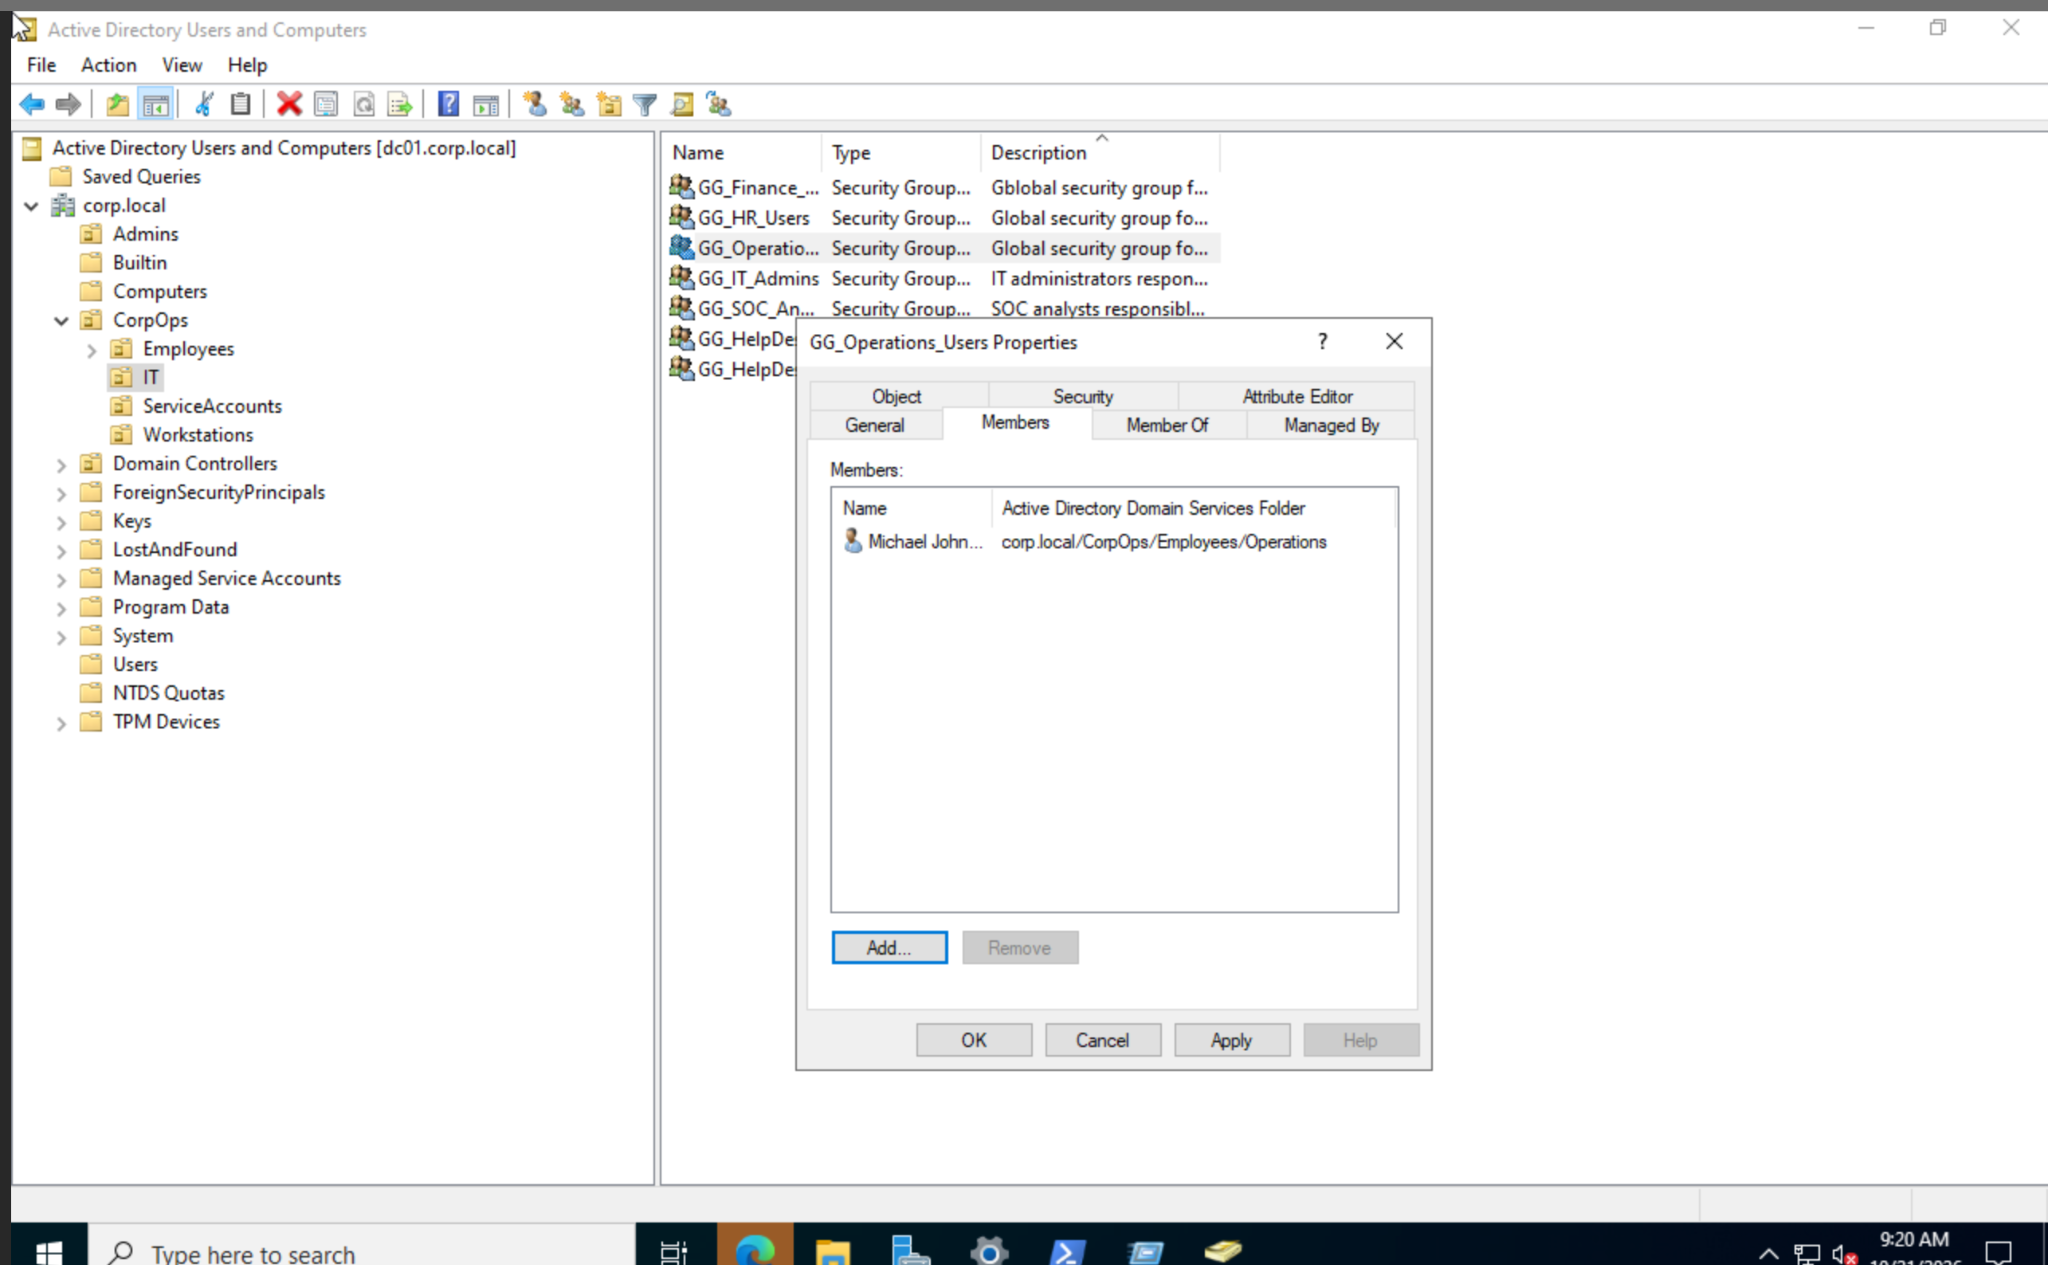 Active Directory Users and Computers
File Action View Help
Active Directory Users and Computers [dc01.corp.local]
Saved Queries
corp.local
Admins
Builtin
Computers
CorpOps
Employees
IT
ServiceAccounts
Workstations
Domain Controllers
ForeignSecurityPrincipals
Keys
LostAndFound
Managed Service Accounts
Program Data
System
Users
NTDS Quotas
TPM Devices
Name Type Description
GG_Finance_... Security Group... Gblobal security group f...
GG_HR_Users Security Group... Global security group fo...
GG_Operatio... Security Group... Global security group fo...
GG_IT_Admins Security Group... IT administrators respon...
GG_SOC_An... Security Group... SOC analysts responsibl...
GG_HelpDe
GG_HelpDe
GG_Operations_Users Properties ?
Object Security Attribute Editor
General Members Member Of Managed By
Members:
Name Active Directory Domain Services Folder
Michael John... corp.local/CorpOps/Employees/Operations
Add... Remove
OK Cancel Apply Help
Type here to search
9:20 AM